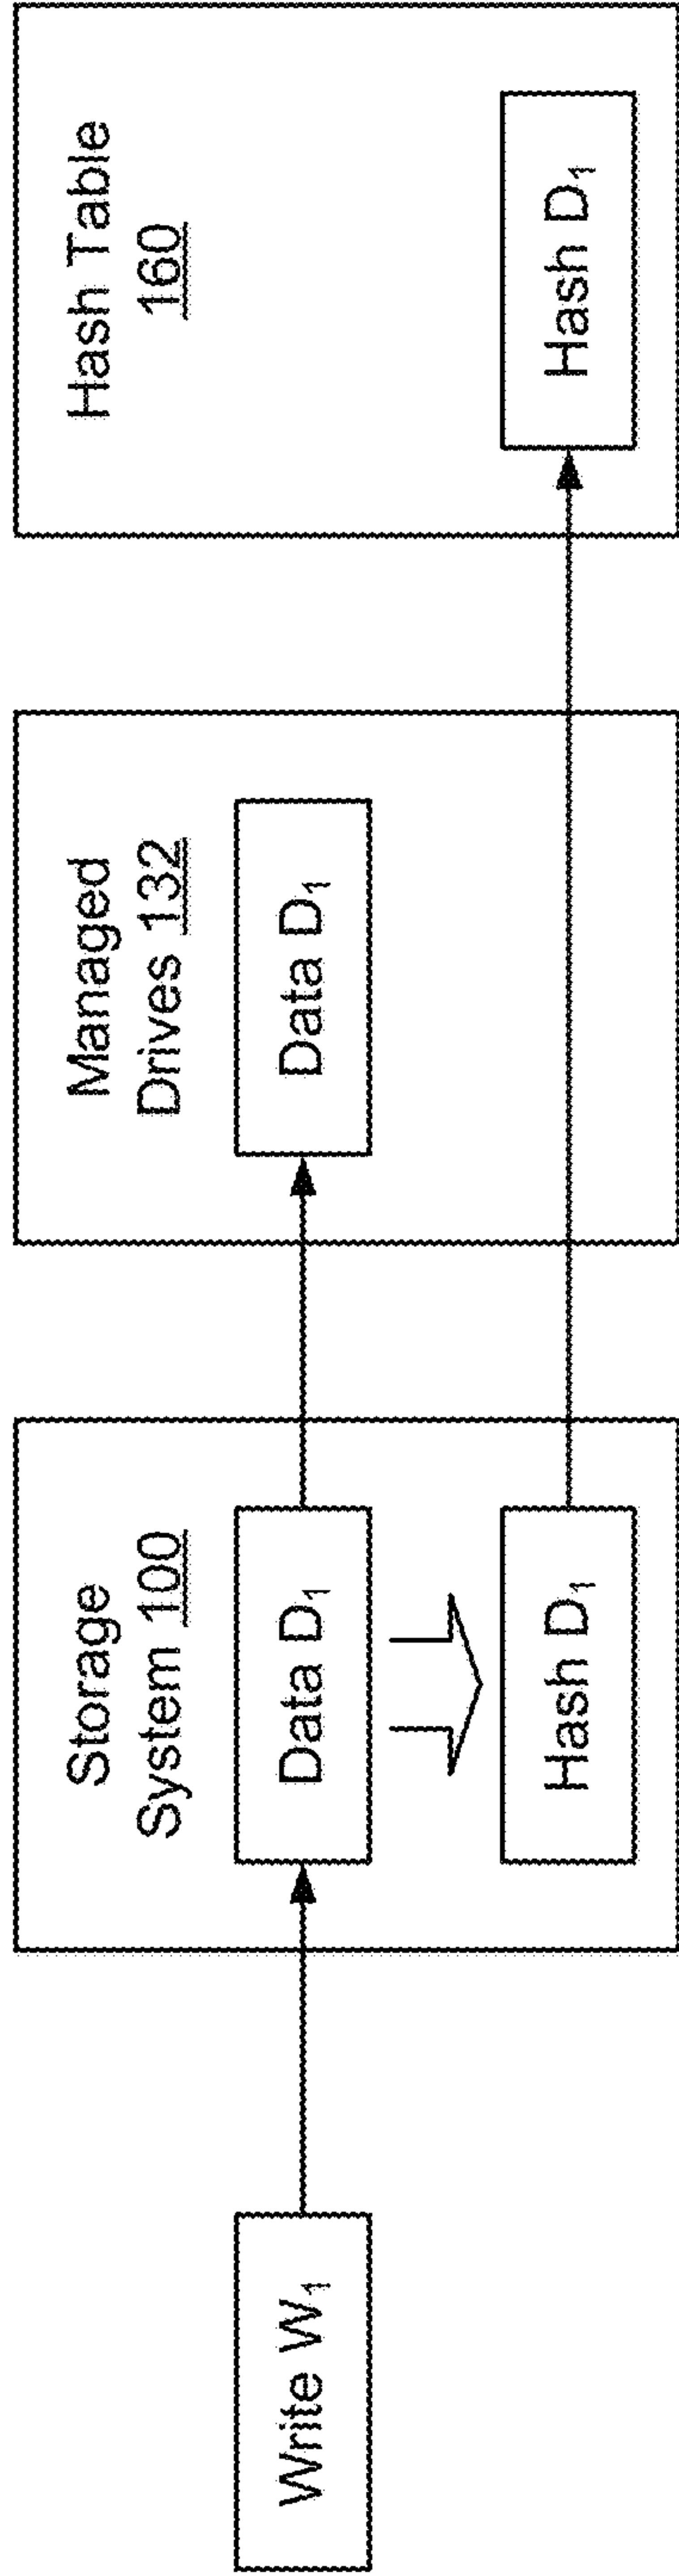 Write W₁
Storage
System 100
Data D₁
Hash D₁
Managed
Drives 132
Data D₁
Hash Table
160
Hash D₁